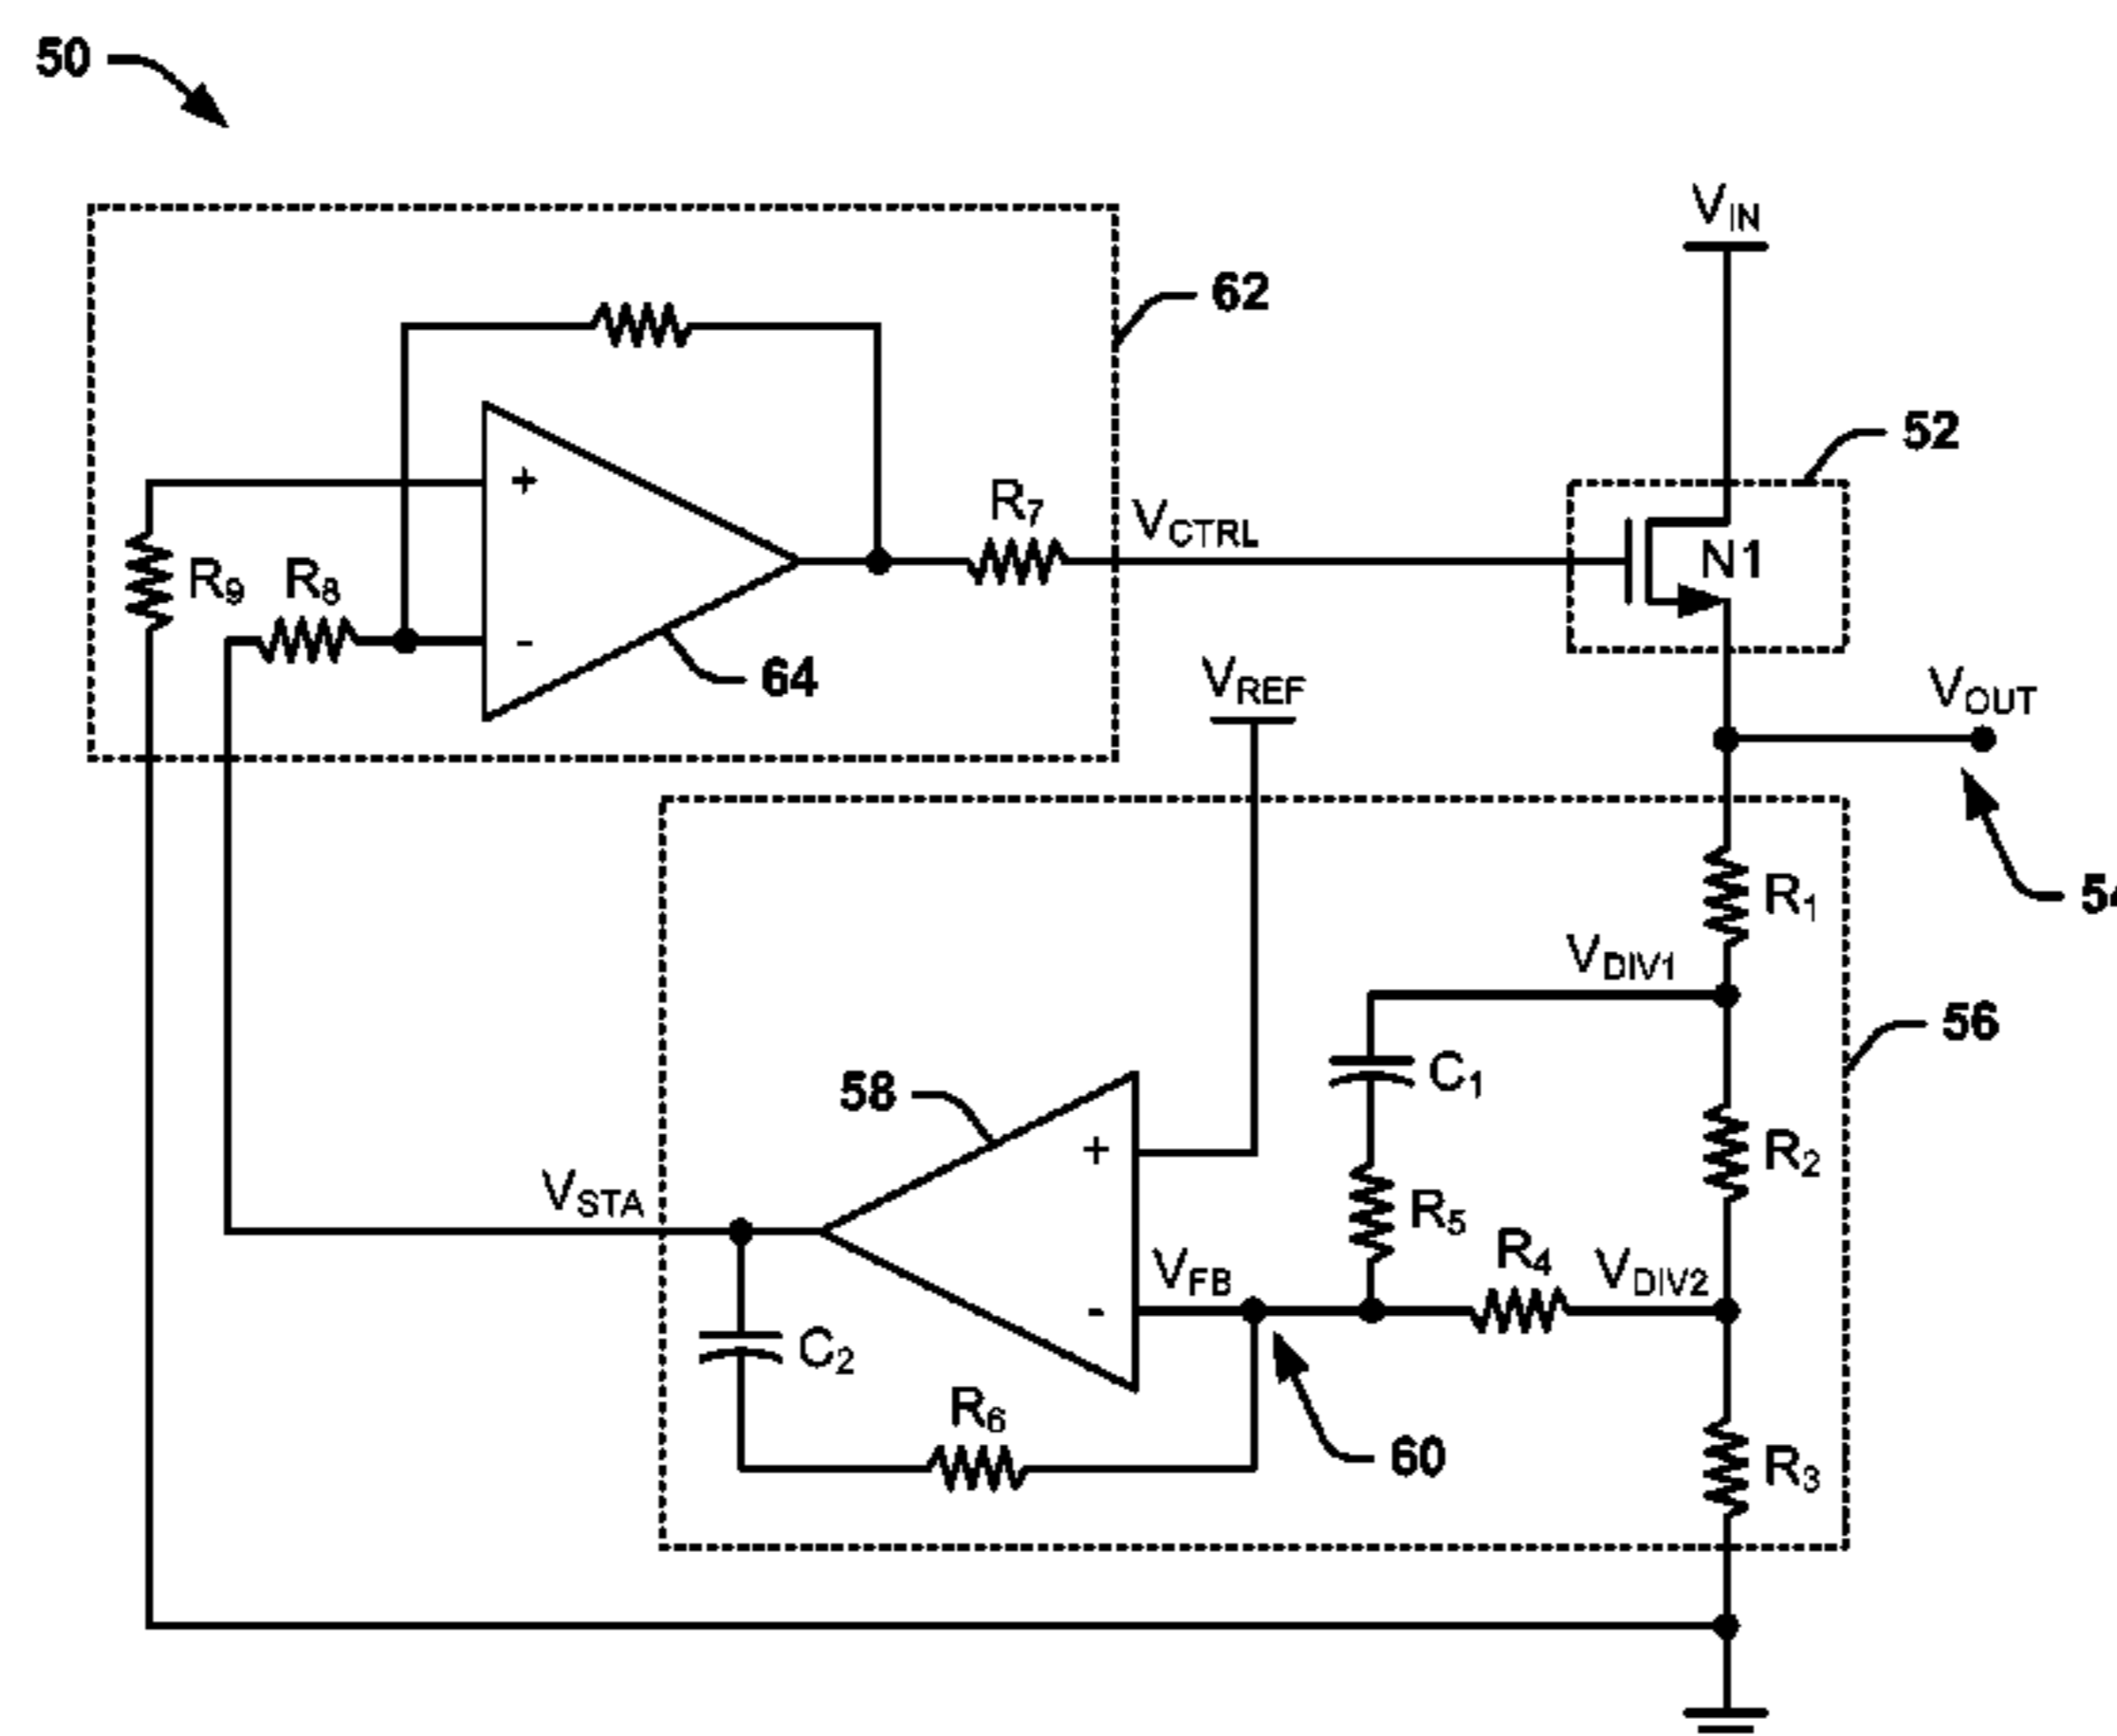 50
V_IN
62
52
+
R_7
V_CTRL
N1
R_9
R_8
-
64
V_REF
V_OUT
R_1
54
V_DIV1
56
C_1
58
+
R_2
V_STA
R_5
R_4
V_FB
V_DIV2
-
C_2
R_6
60
R_3